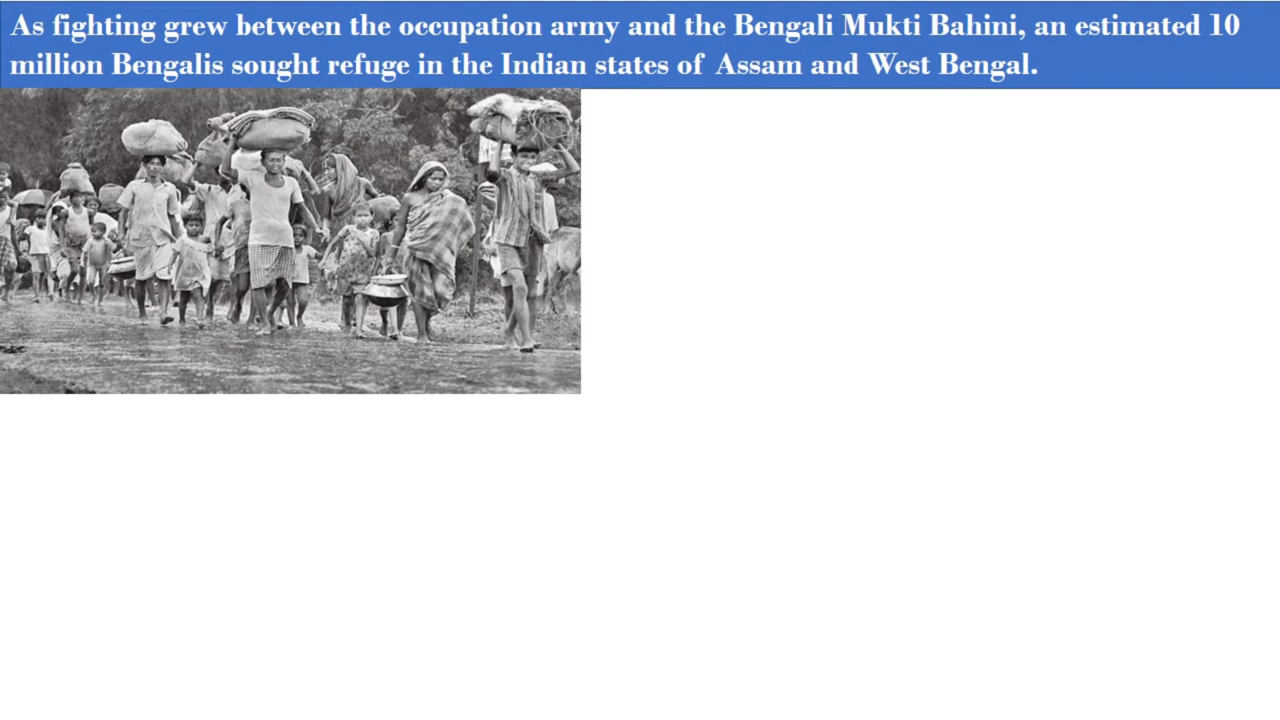 As fighting grew between the occupation army and the Bengali Mukti Bahini, an estimated 10
million Bengalis sought refuge in the Indian states of Assam and West Bengal.